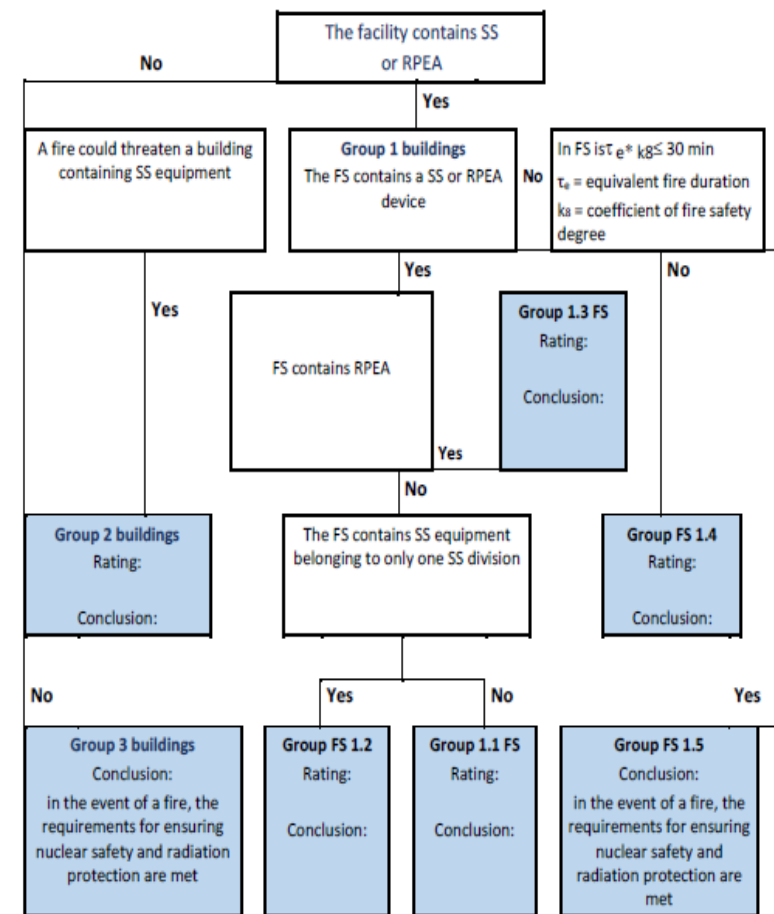 The facility contains SS
or RPEA
No
Yes
A fire could threaten a building
containing SS equipment
Group 1 buildings
The FS contains a SS or RPEA
device
No
In FS isτ e* k8≤ 30 min
τe = equivalent fire duration
k8 = coefficient of fire safety
degree
Yes
No
Yes
FS contains RPEA
Group 1.3 FS
Rating:
Conclusion:
Yes
No
Group 2 buildings
Rating:
Conclusion:
The FS contains SS equipment
belonging to only one SS division
Group FS 1.4
Rating:
Conclusion:
No
Yes
No
Yes
Group 3 buildings
Conclusion:
in the event of a fire, the
requirements for ensuring
nuclear safety and radiation
protection are met
Group FS 1.2
Rating:
Conclusion:
Group 1.1 FS
Rating:
Conclusion:
Group FS 1.5
Conclusion:
in the event of a fire, the
requirements for ensuring
nuclear safety and
radiation protection are
met